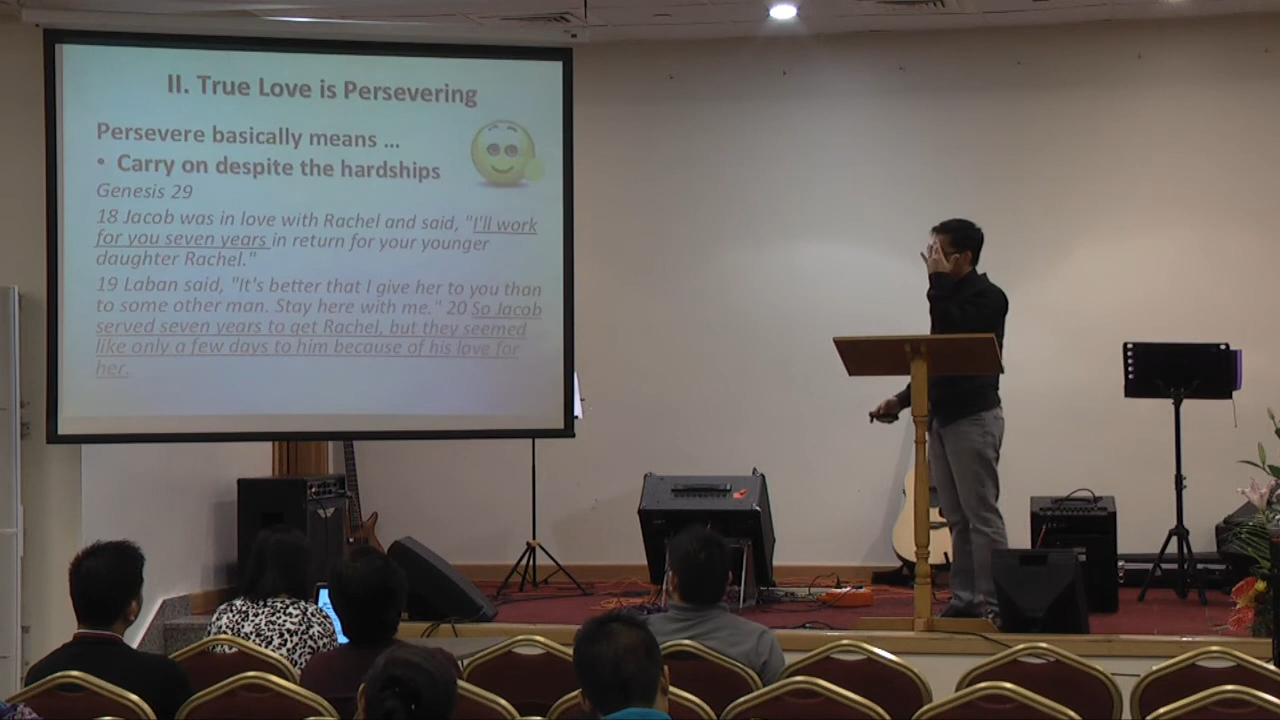 II. True Love is Persevering
Persevere basically means ...
• Carry on despite the hardships
Genesis 29
18 Jacob was in love with Rachel and said, "I'll work
for you seven years in return for your younger
daughter Rachel."
19 Laban said, "It's better that I give her to you than
to some other man. Stay here with me." 20 So Jacob
served seven years to get Rachel, but they seemed
like only a few days to him because of his love for
her.